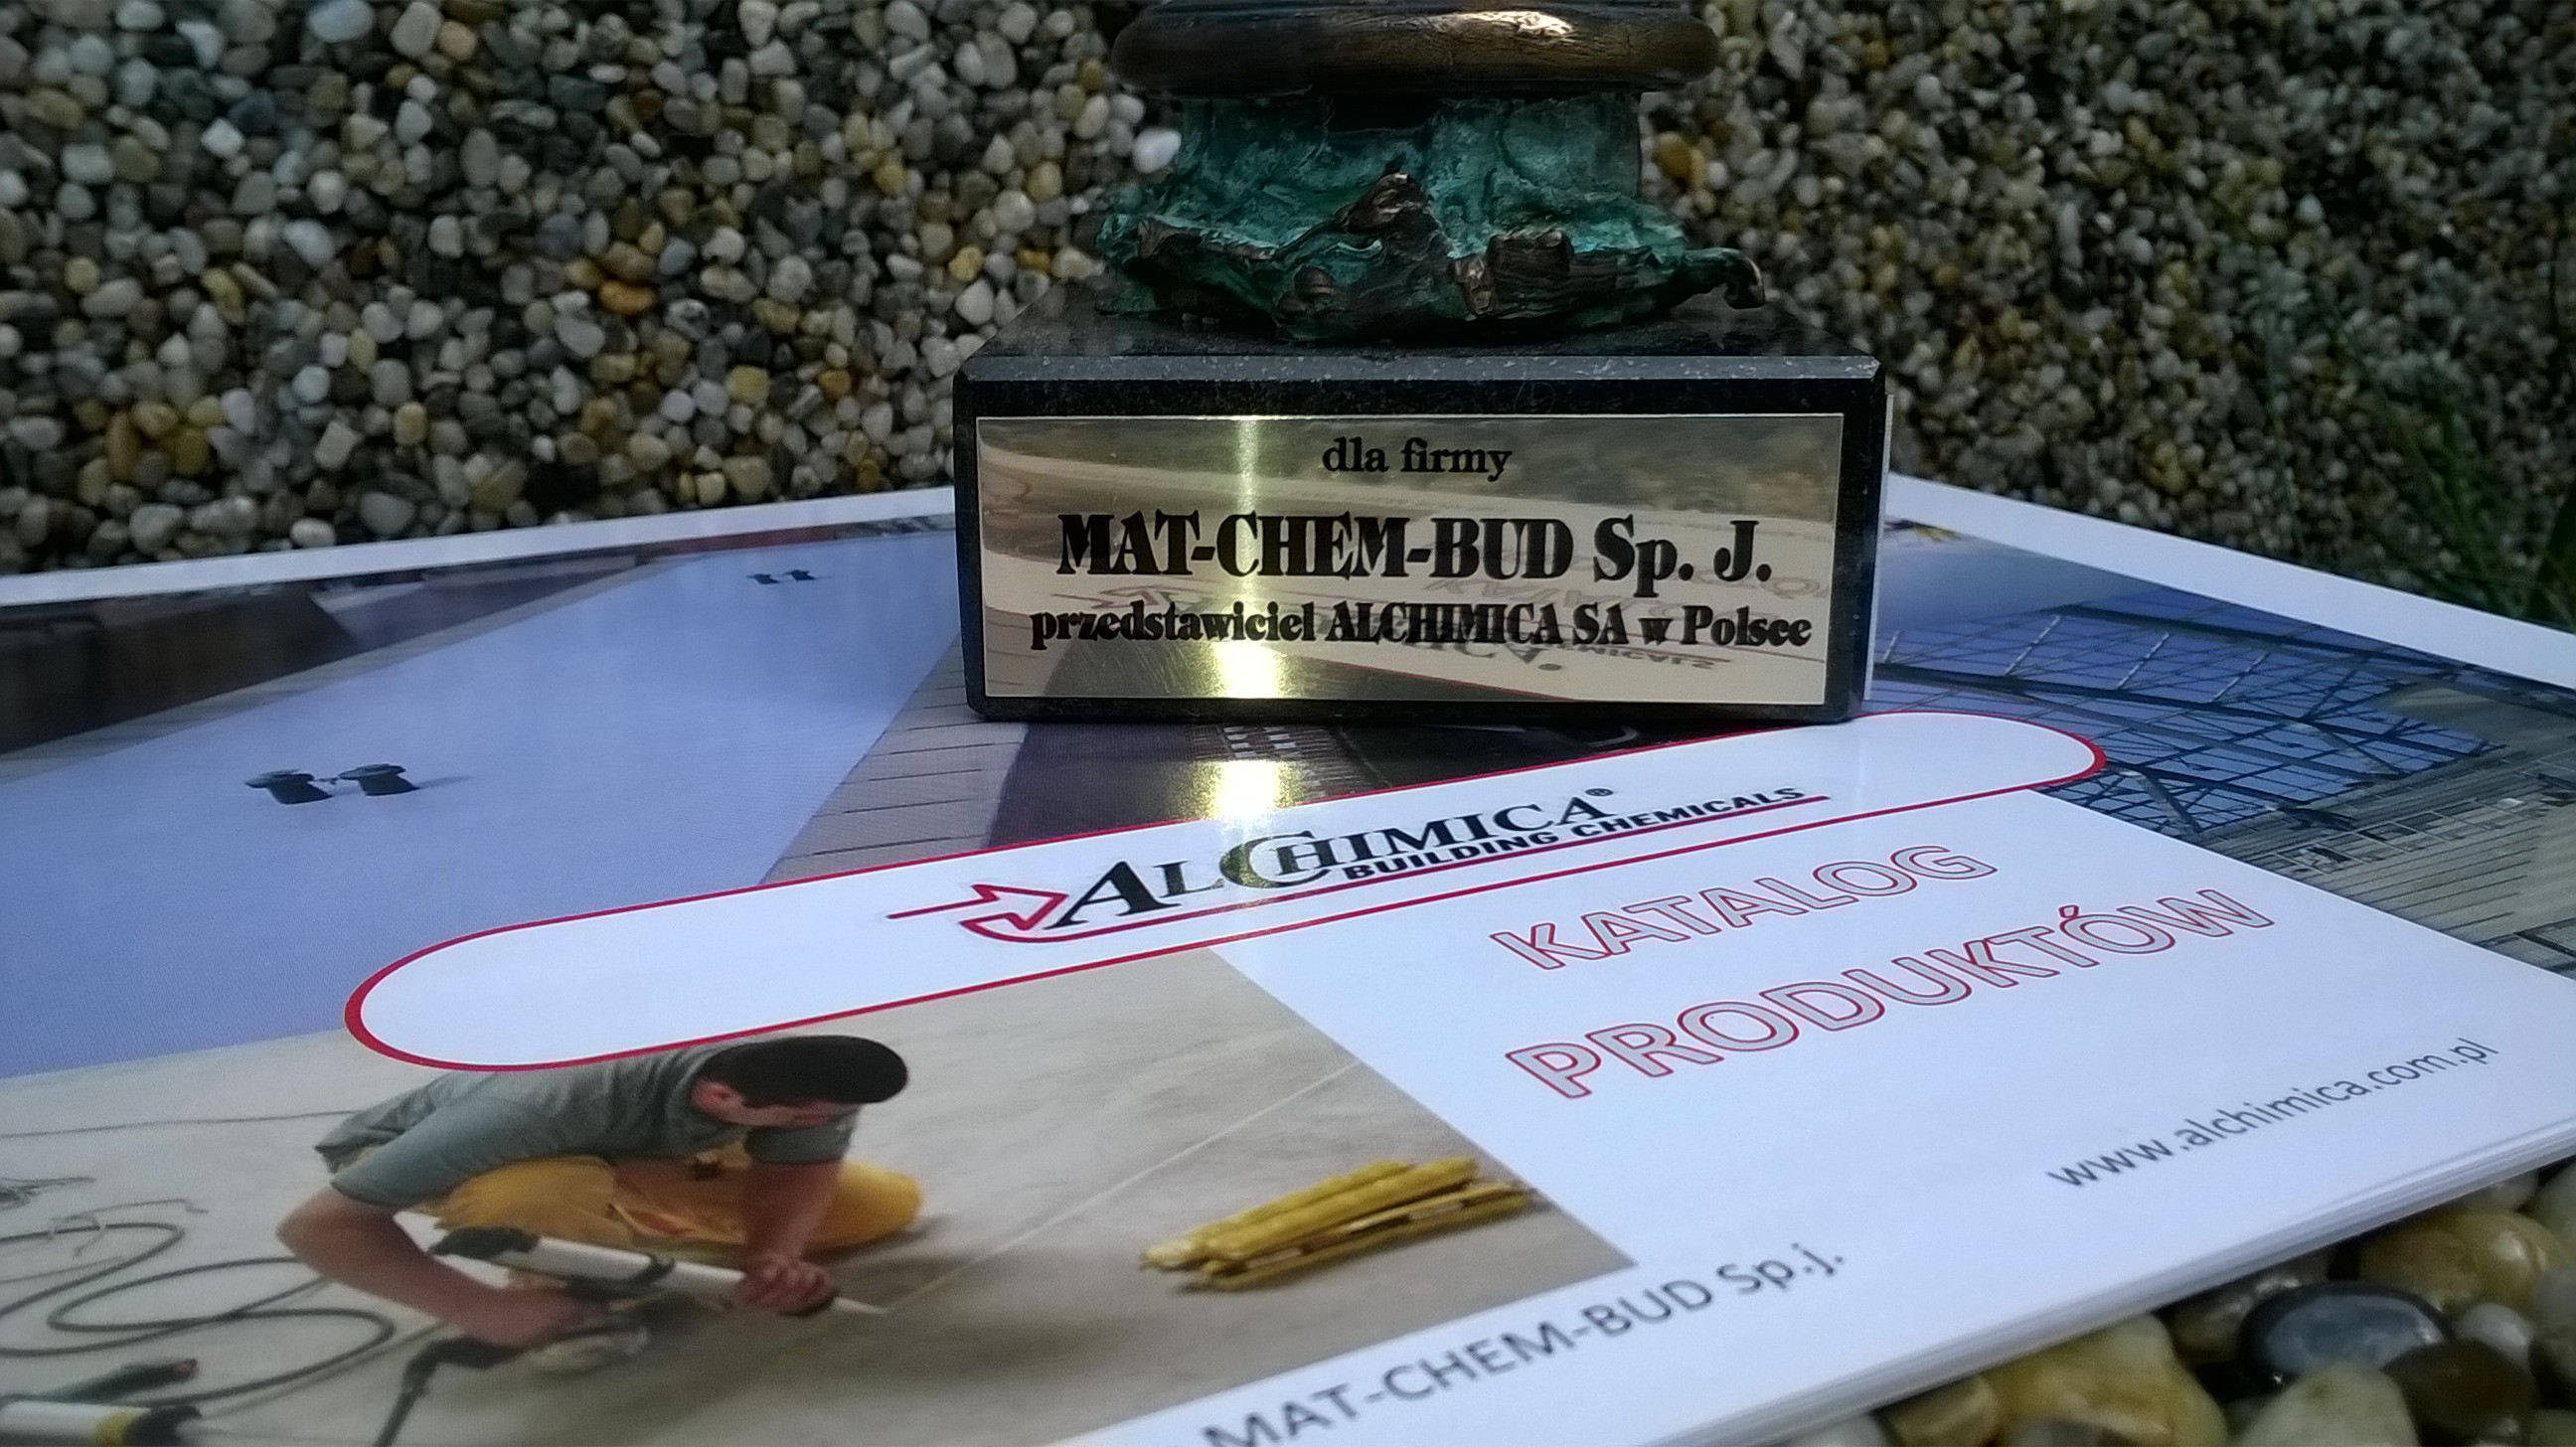 dla firmy
MAT-CHEM-BUD Sp. J.
przedstawiciel ALCHIMICA SA w Polsce
ALCHIMICA®
BUILDING CHEMICALS
KATALOG
PRODUKTÓW
www.alchimica.com.pl
MAT-CHEM-BUD Sp.j.